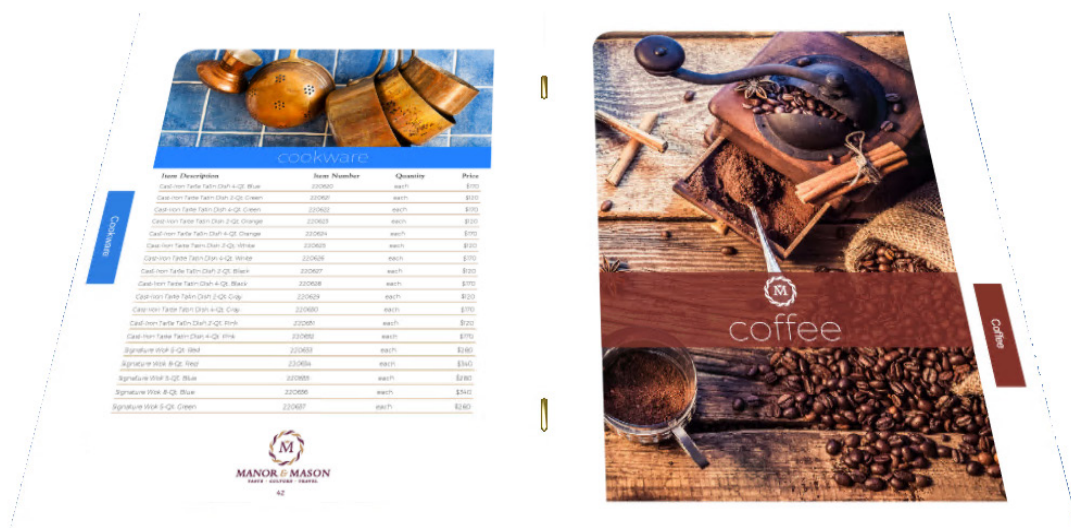 cookware
Item Description Item Number Quantity Price
Cast-Iron Tarte Tatin Dish 4-Qt. Blue 220620 each $170
Cast-Iron Tarte Tatin Dish 2-Qt. Green 220621 each $120
Cast-Iron Tarte Tatin Dish 4-Qt. Green 220622 each $170
Cast-Iron Tarte Tatin Dish 2-Qt. Orange 220623 each $120
Cast-Iron Tarte Tatin Dish 4-Qt. Orange 220624 each $170
Cast-Iron Tarte Tatin Dish 2-Qt. White 220625 each $120
Cast-Iron Tarte Tatin Dish 4-Qt. White 220626 each $170
Cast-Iron Tarte Tatin Dish 2-Qt. Black 220627 each $120
Cast-Iron Tarte Tatin Dish 4-Qt. Black 220628 each $170
Cast-Iron Tarte Tatin Dish 2-Qt. Gray 220629 each $120
Cast-Iron Tarte Tatin Dish 4-Qt. Gray 220630 each $170
Cast-Iron Tarte Tatin Dish 2-Qt. Pink 220631 each $120
Cast-Iron Tarte Tatin Dish 4-Qt. Pink 220632 each $170
Signature Wok 5-Qt. Red 220633 each $280
Signature Wok 8-Qt. Red 220634 each $340
Signature Wok 5-Qt. Blue 220635 each $280
Signature Wok 8-Qt. Blue 220636 each $340
Signature Wok 5-Qt. Green 220637 each $280
Cookware
M
MANOR & MASON
TASTE · CULTURE · TRAVEL
42
M
coffee
Coffee